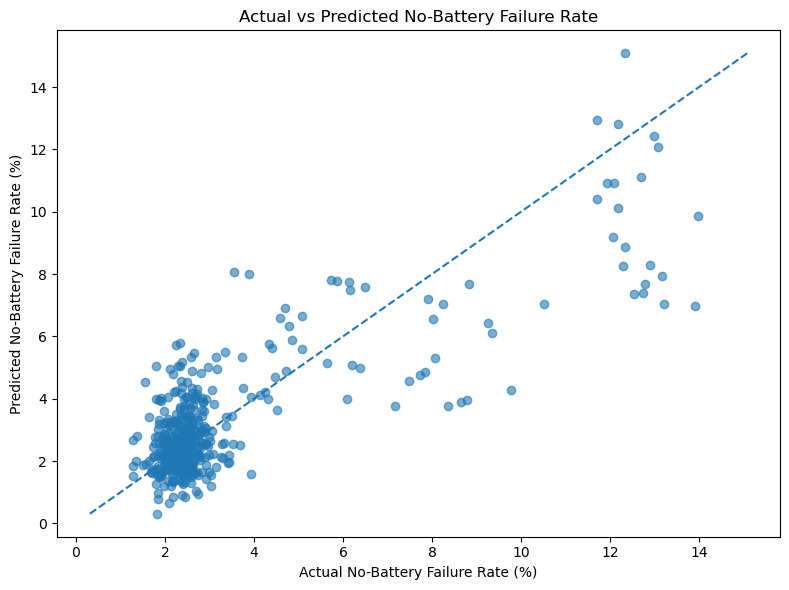 Actual vs Predicted No-Battery Failure Rate
Predicted No-Battery Failure Rate (%)
14
12
10
8
6
4
2
0
0 2 4 6 8 10 12 14
Actual No-Battery Failure Rate (%)